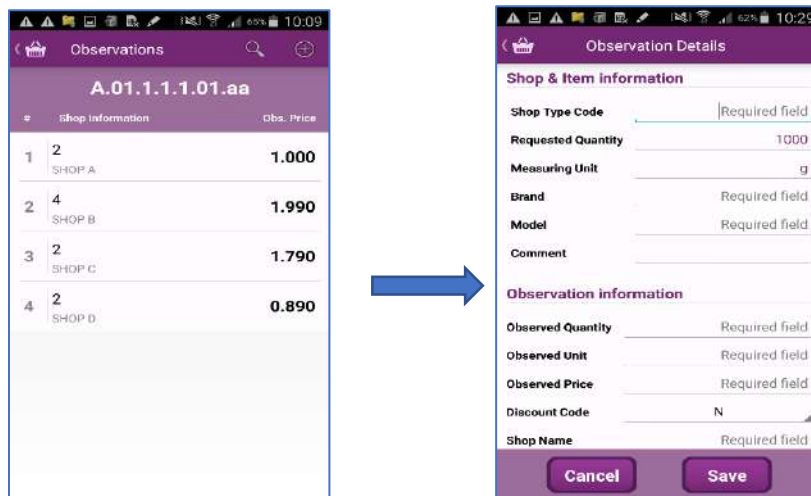 65% 10:09
Observations
A.01.1.1.1.01.aa
# Shop Information Obs. Price
1 2 1.000
SHOP A
2 4 1.990
SHOP B
3 2 1.790
SHOP C
4 2 0.890
SHOP D
62% 10:29
Observation Details
Shop & Item information
Shop Type Code Required field
Requested Quantity 1000
Measuring Unit g
Brand Required field
Model Required field
Comment
Observation information
Observed Quantity Required field
Observed Unit Required field
Observed Price Required field
Discount Code N
Shop Name Required field
Cancel Save